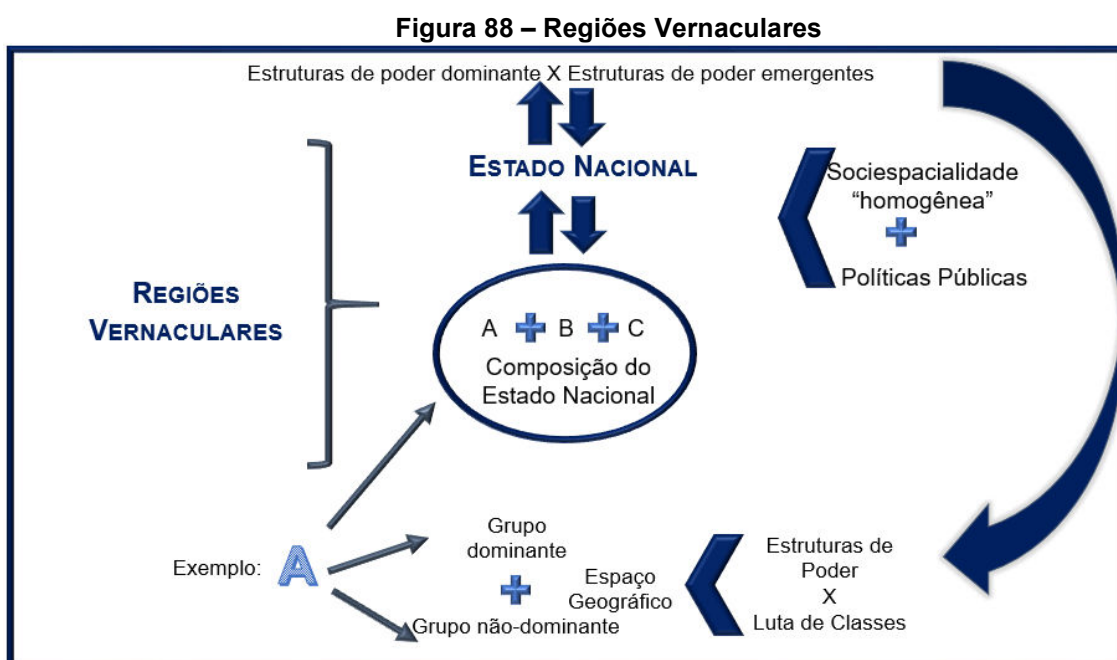 Figura 88 – Regiões Vernaculares
Estruturas de poder dominante X Estruturas de poder emergentes
ESTADO NACIONAL
Sociespacialidade
“homogênea”
+
Políticas Públicas
REGIÕES
VERNACULARES
A + B + C
Composição do
Estado Nacional
Exemplo: A
Grupo
dominante
+
Grupo não-dominante
Espaço
Geográfico
Estruturas de
Poder
X
Luta de Classes